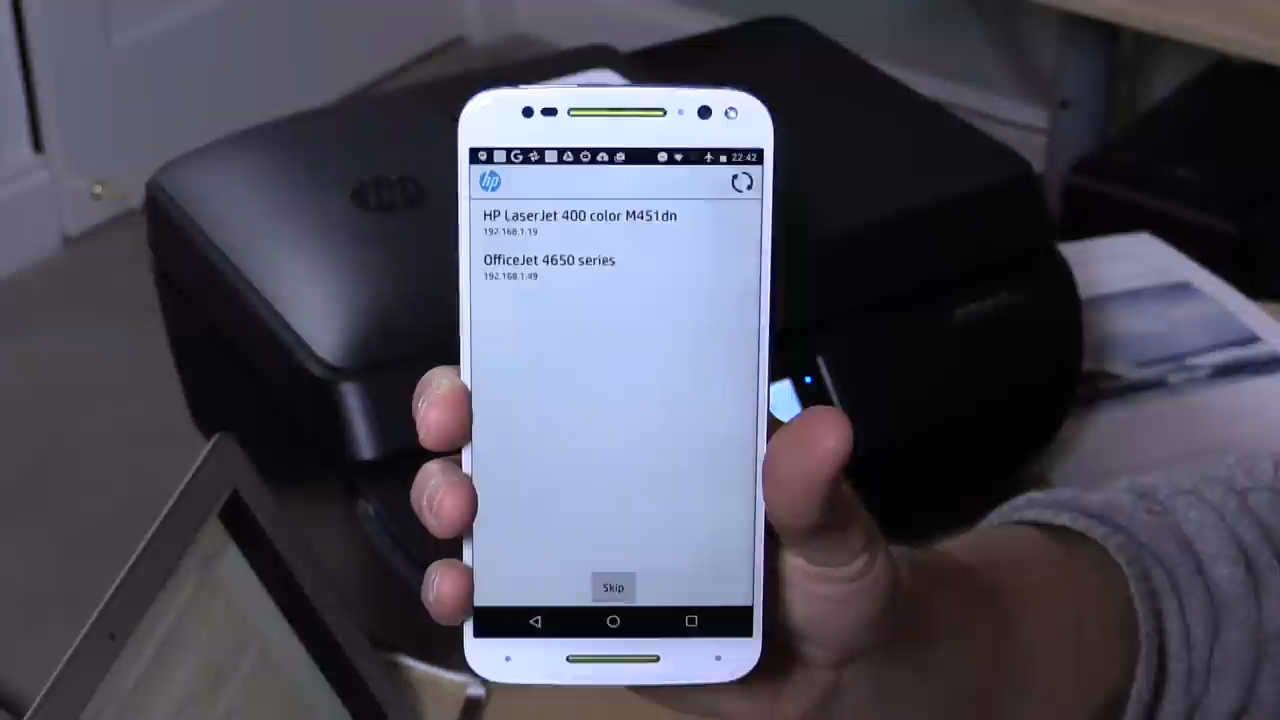 22:42
hp
HP LaserJet 400 color M451dn
192.168.1.19
OfficeJet 4650 series
192.168.1.49
Skip
hp